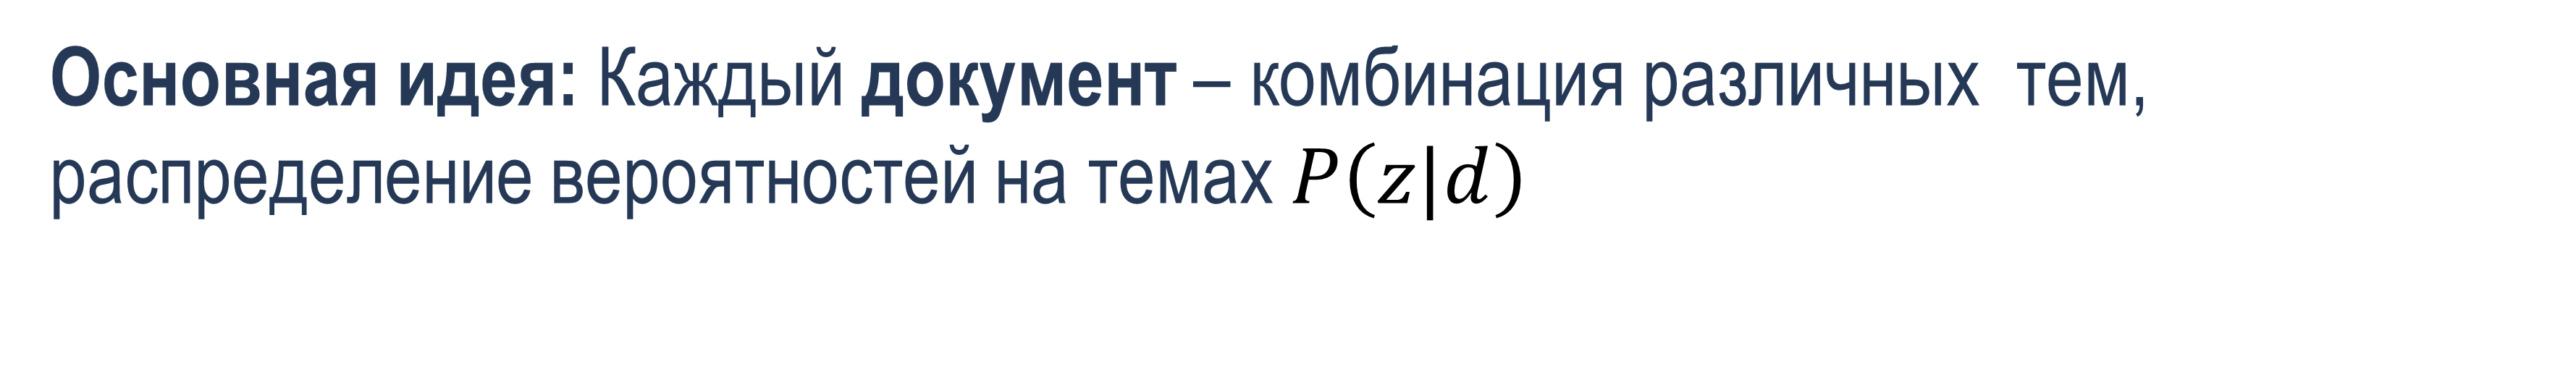 Основная идея: Каждый документ – комбинация различных тем,
распределение вероятностей на темах P(z|d)